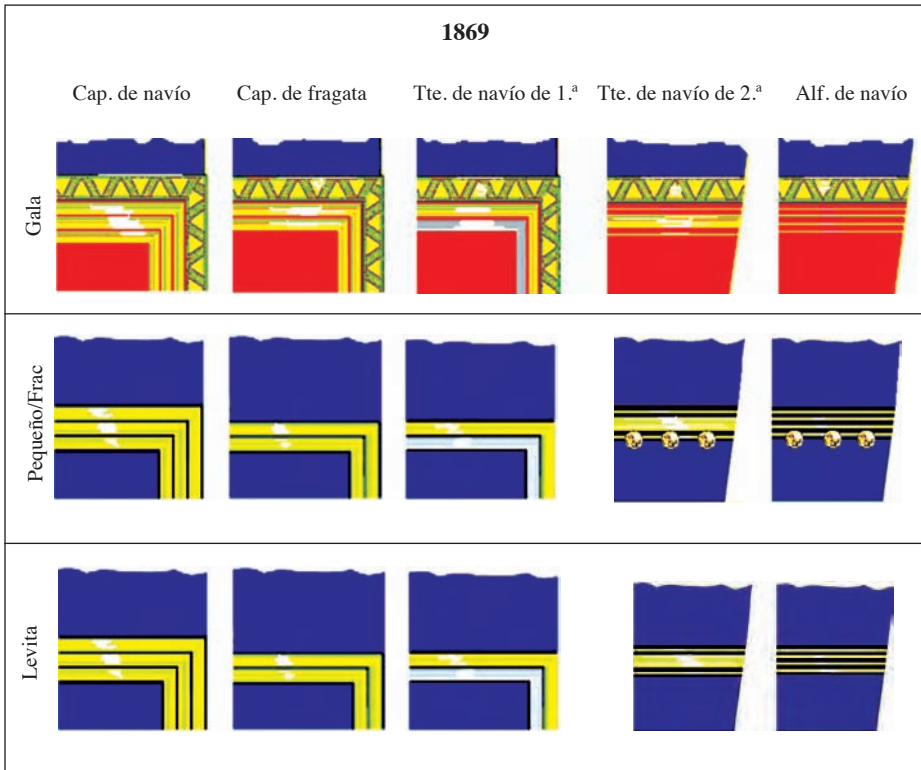 1869
Cap. de navío Cap. de fragata Tte. de navío de 1.ª Tte. de navío de 2.ª Alf. de navío
Gala
Pequeño/Frac
Levita